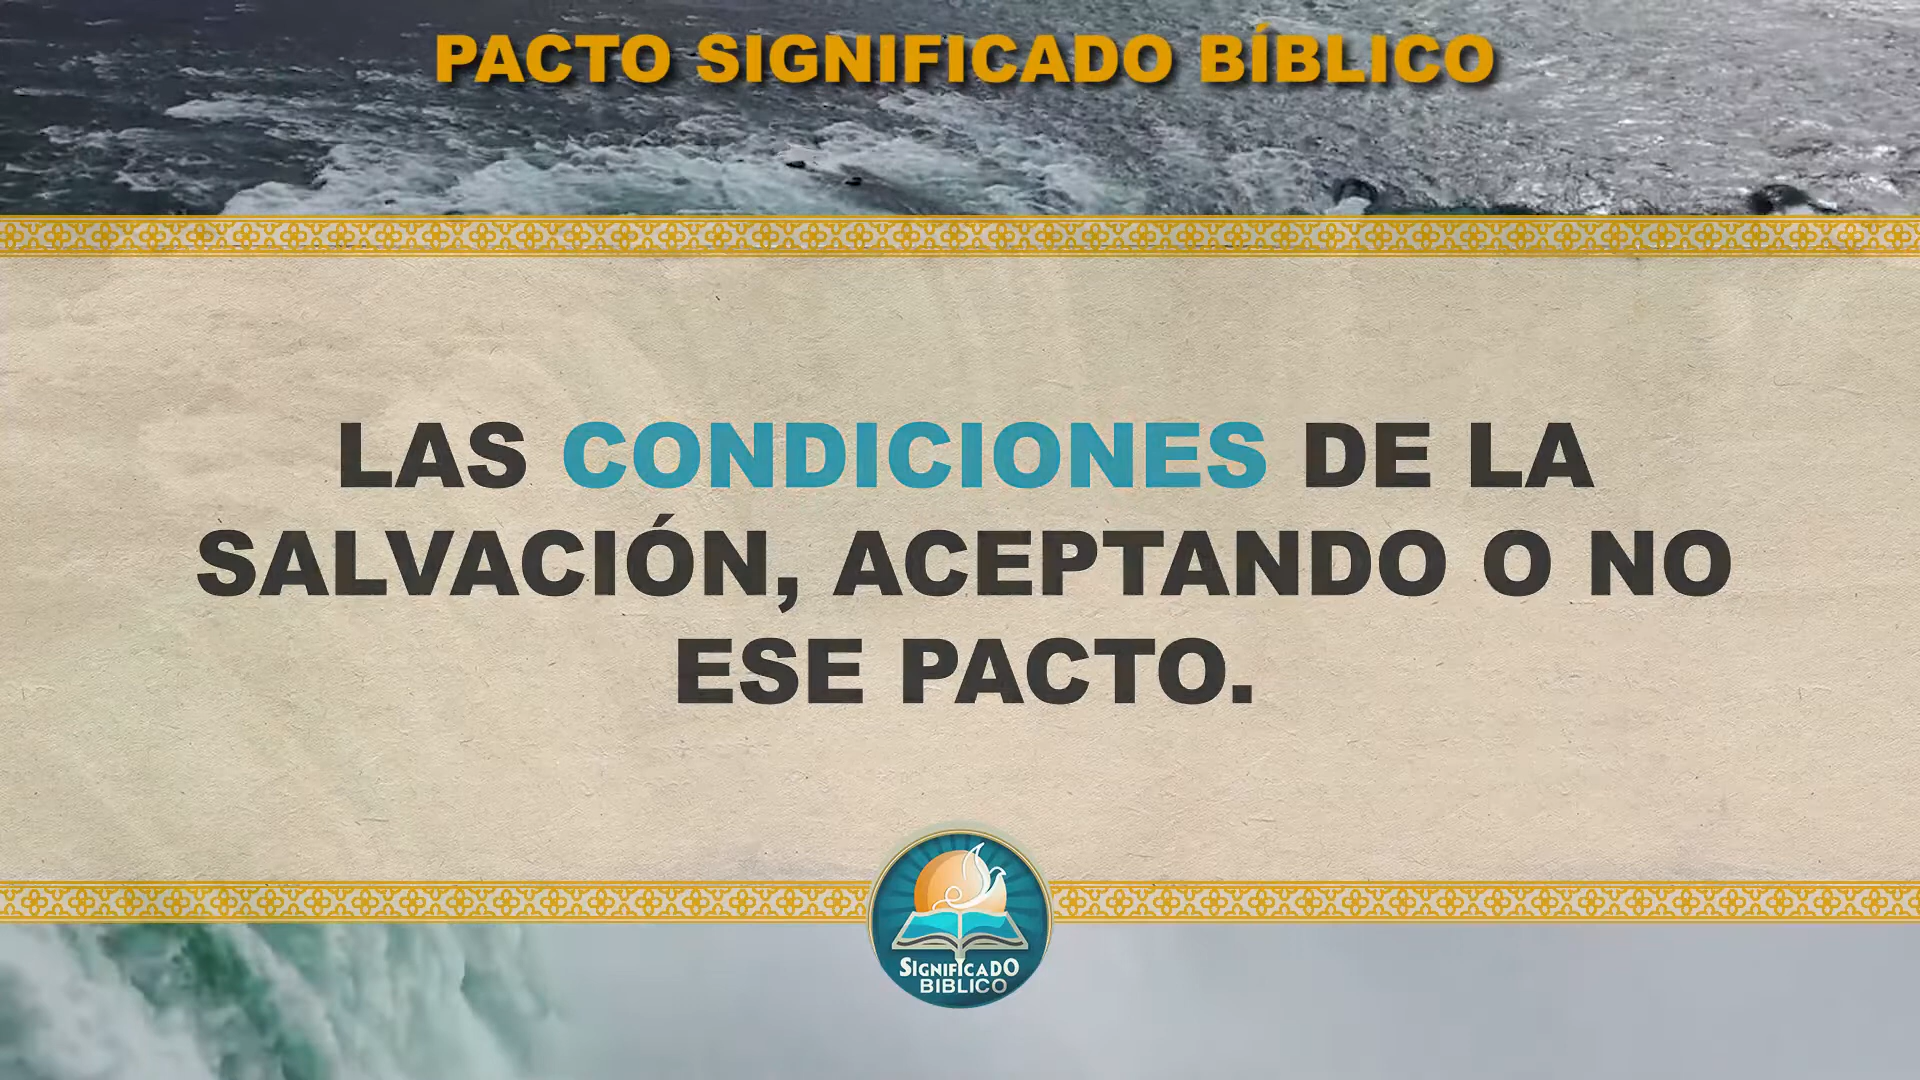 PACTO SIGNIFICADO BÍBLICO
LAS CONDICIONES DE LA
SALVACIÓN, ACEPTANDO O NO
ESE PACTO.
SIGNIFICADO
BIBLICO